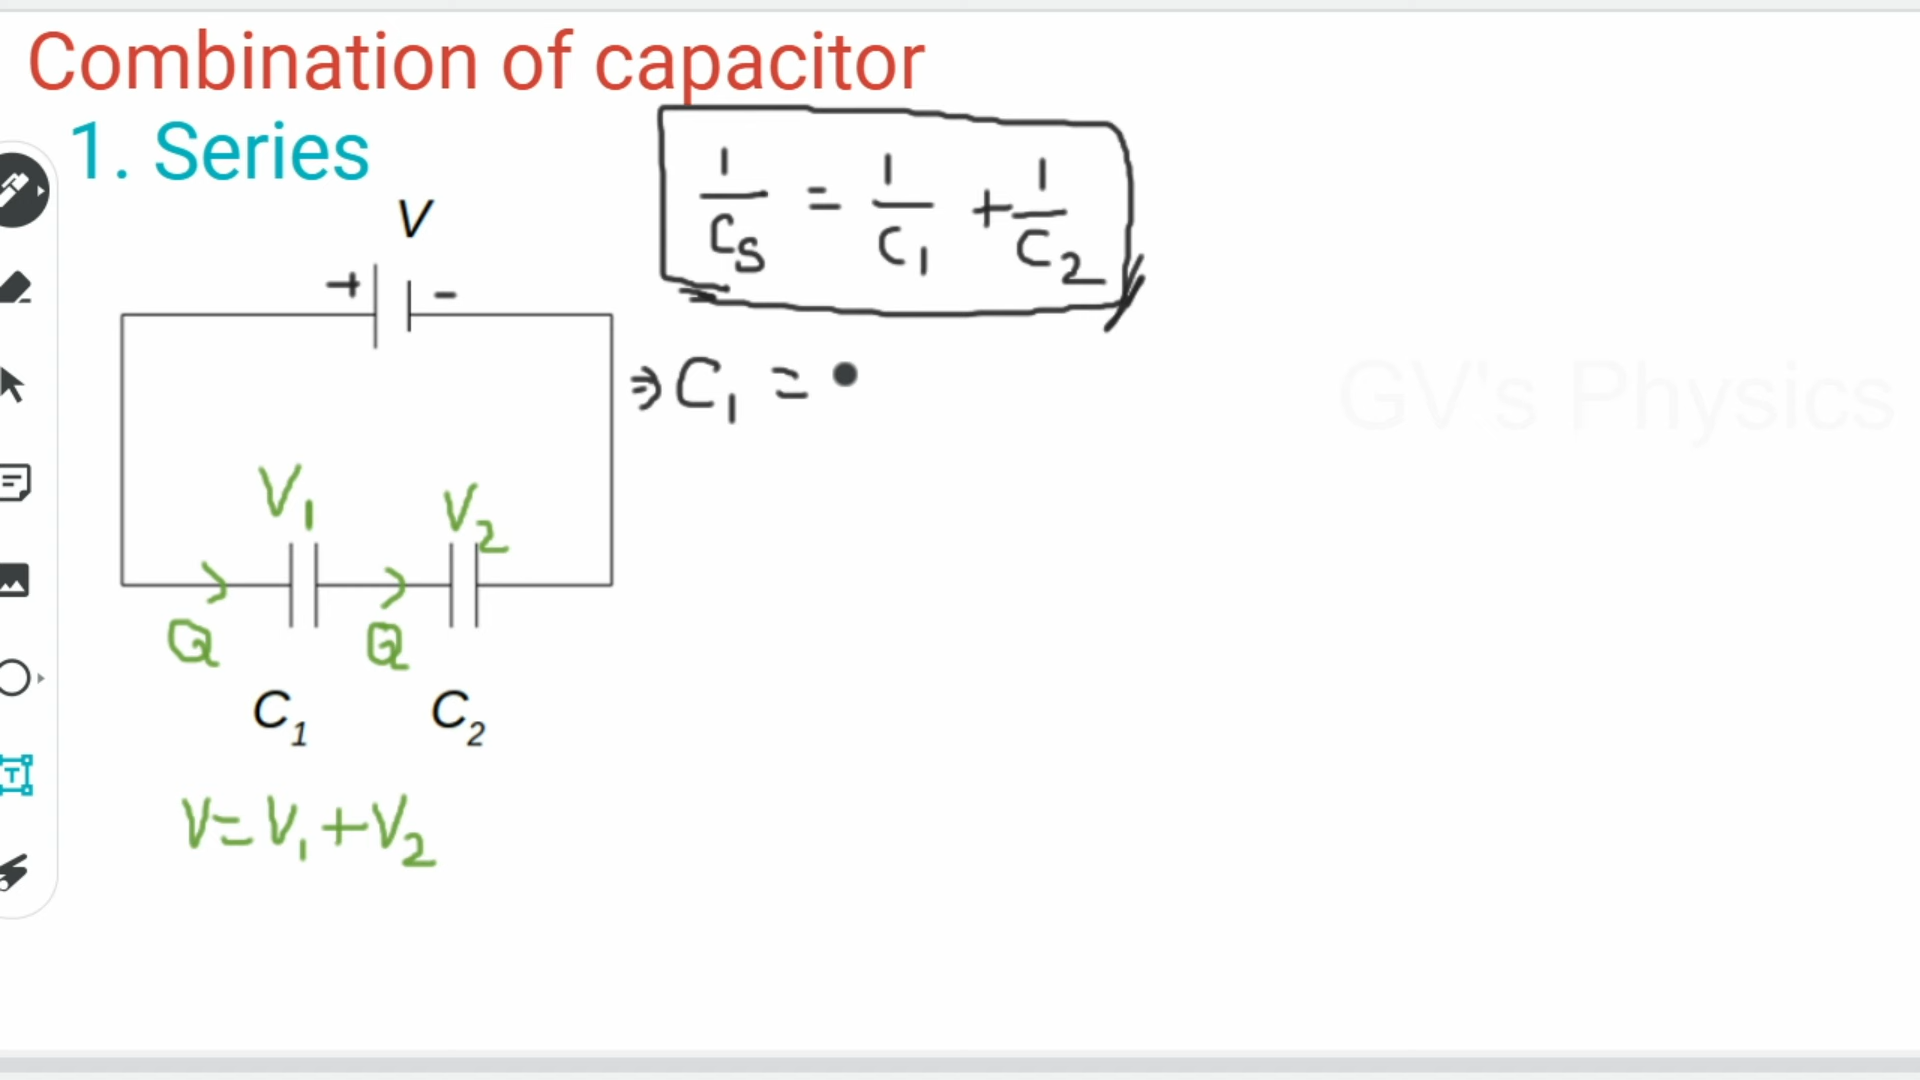 Combination of capacitor
1. Series
1/Cs = 1/C1 + 1/C2
V
+ -
⇒ C1 =
GV's Physics
V1 V2
Q Q
C1 C2
V = V1 + V2